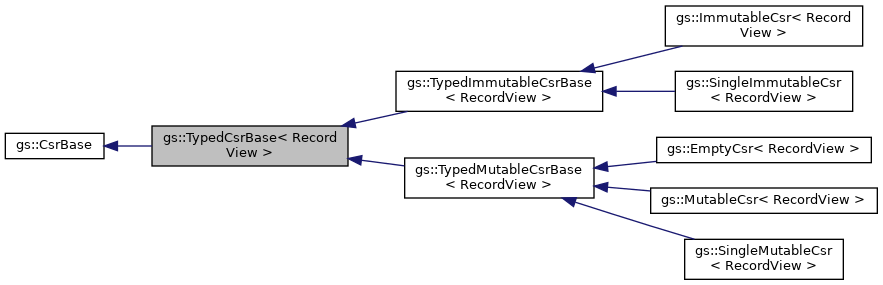 gs::CsrBase
gs::TypedCsrBase< Record
View >
gs::TypedImmutableCsrBase
< RecordView >
gs::TypedMutableCsrBase
< RecordView >
gs::ImmutableCsr< Record
View >
gs::SingleImmutableCsr
< RecordView >
gs::EmptyCsr< RecordView >
gs::MutableCsr< RecordView >
gs::SingleMutableCsr
< RecordView >